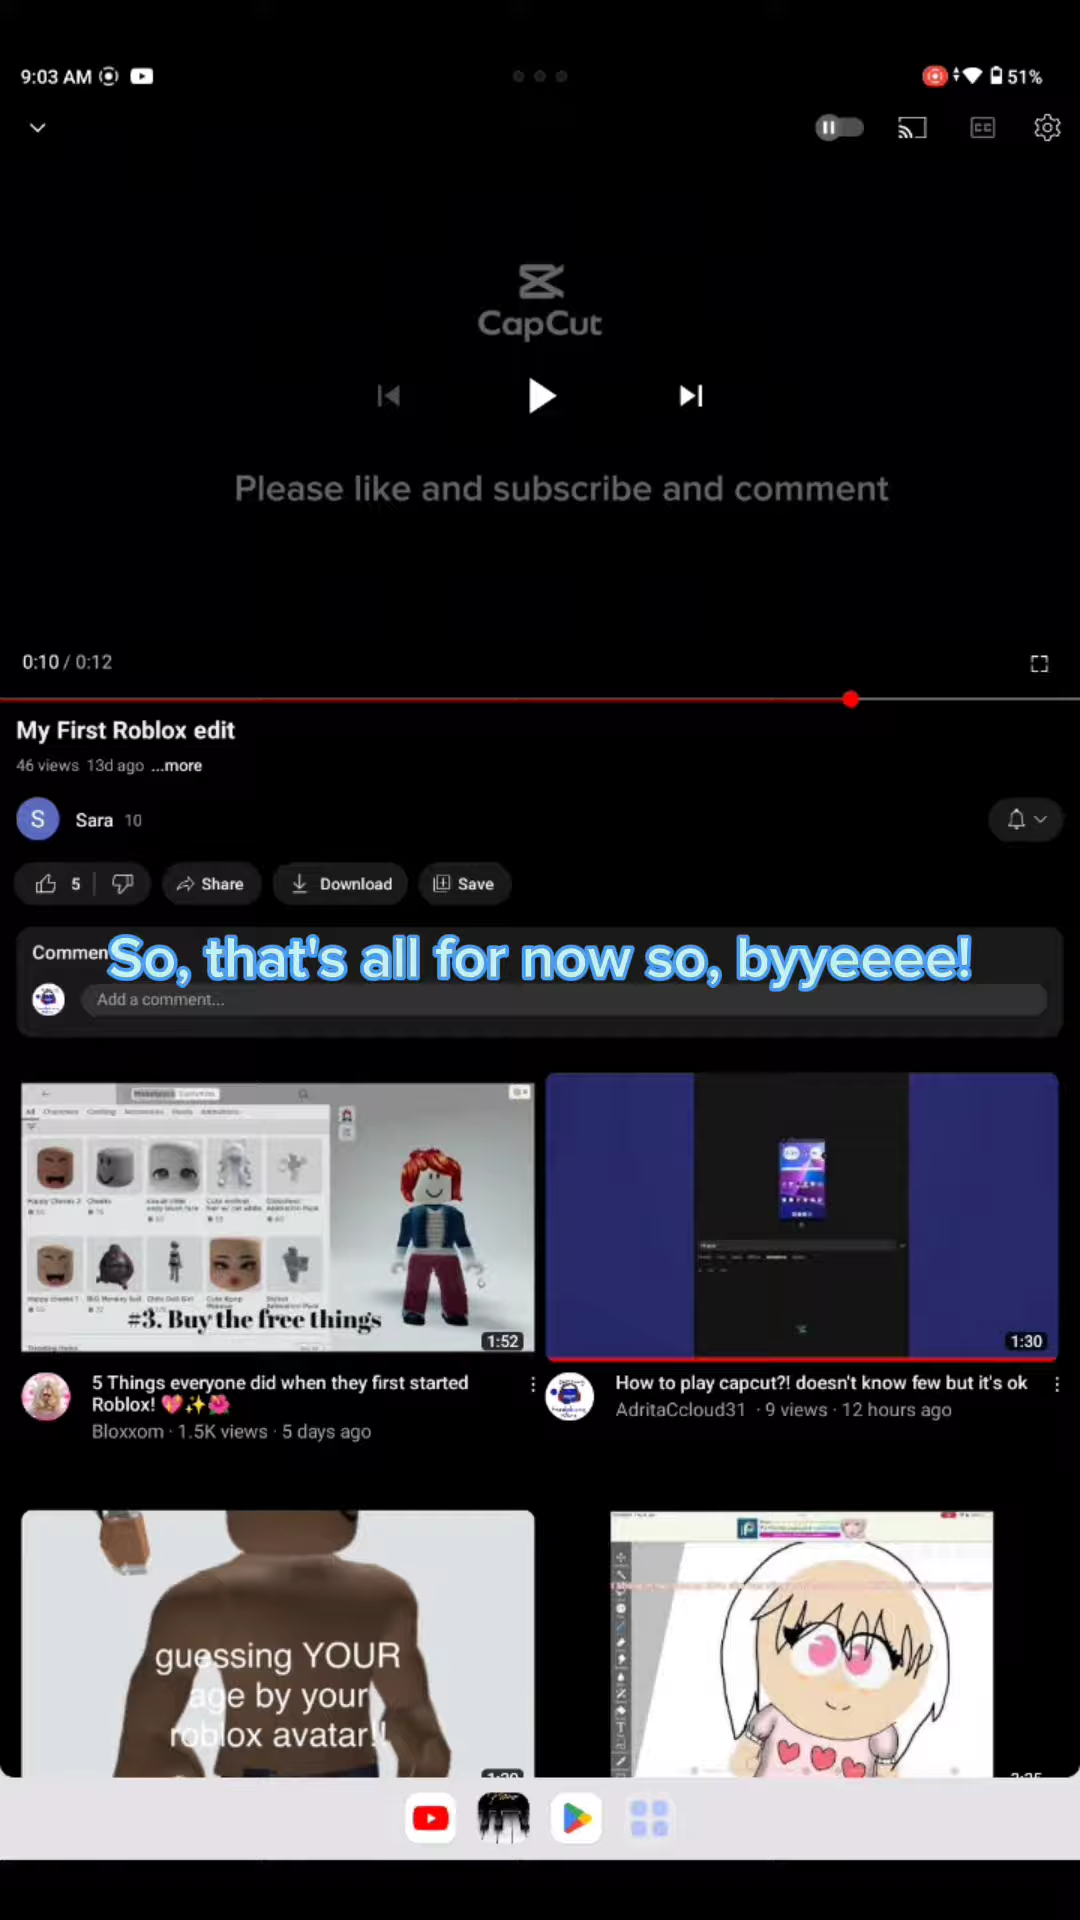 9:03 AM
51%
CC
CapCut
Please like and subscribe and comment
0:10 / 0:12
My First Roblox edit
46 views 13d ago ...more
S Sara 10
5 Share Download Save
Commen
So, that's all for now so, byyeeee!
Add a comment...
#3. Buy the free things
1:52
1:30
5 Things everyone did when they first started
Roblox! 💖✨🌺
Bloxxom · 1.5K views · 5 days ago
How to play capcut?! doesn't know few but it's ok
AdritaCcloud31 · 9 views · 12 hours ago
guessing YOUR
age by your
roblox avatar!!